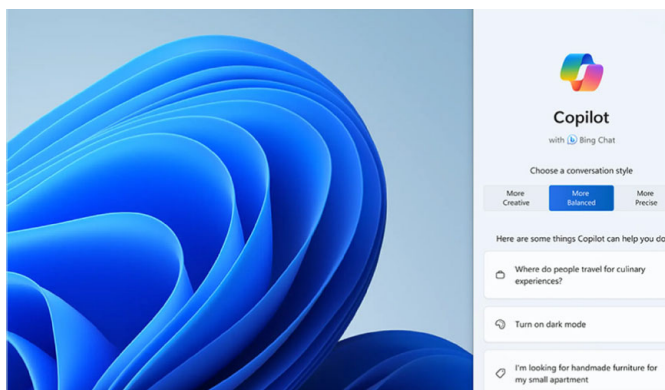 Copilot
with b Bing Chat
Choose a conversation style
More
Creative
More
Balanced
More
Precise
Here are some things Copilot can help you do
Where do people travel for culinary
experiences?
Turn on dark mode
I'm looking for handmade furniture for
my small apartment